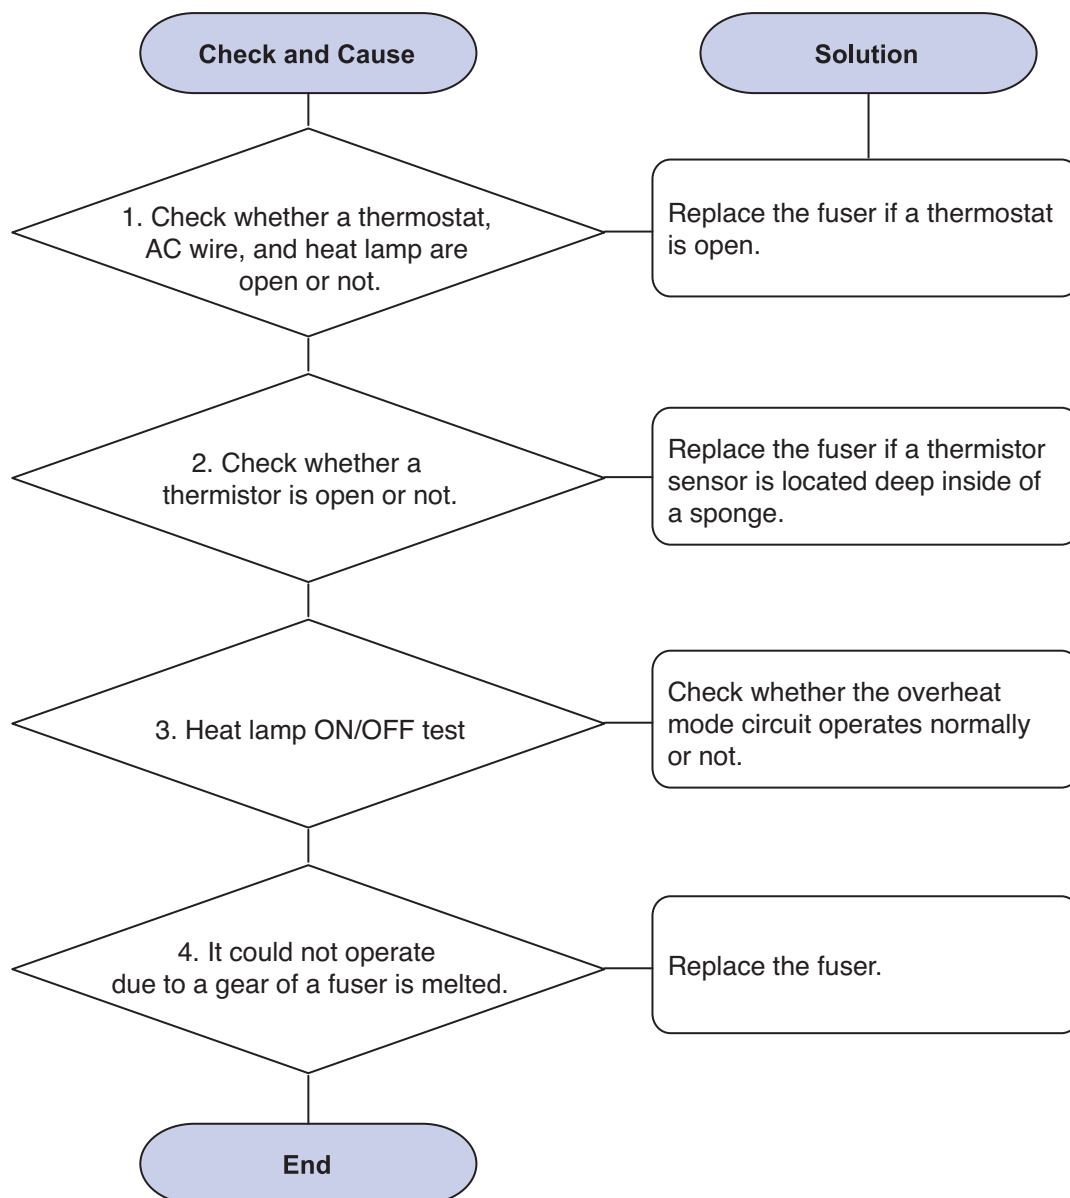 Check and Cause
Solution
1. Check whether a thermostat,
AC wire, and heat lamp are
open or not.
Replace the fuser if a thermostat
is open.
2. Check whether a
thermistor is open or not.
Replace the fuser if a thermistor
sensor is located deep inside of
a sponge.
3. Heat lamp ON/OFF test
Check whether the overheat
mode circuit operates normally
or not.
4. It could not operate
due to a gear of a fuser is melted.
Replace the fuser.
End